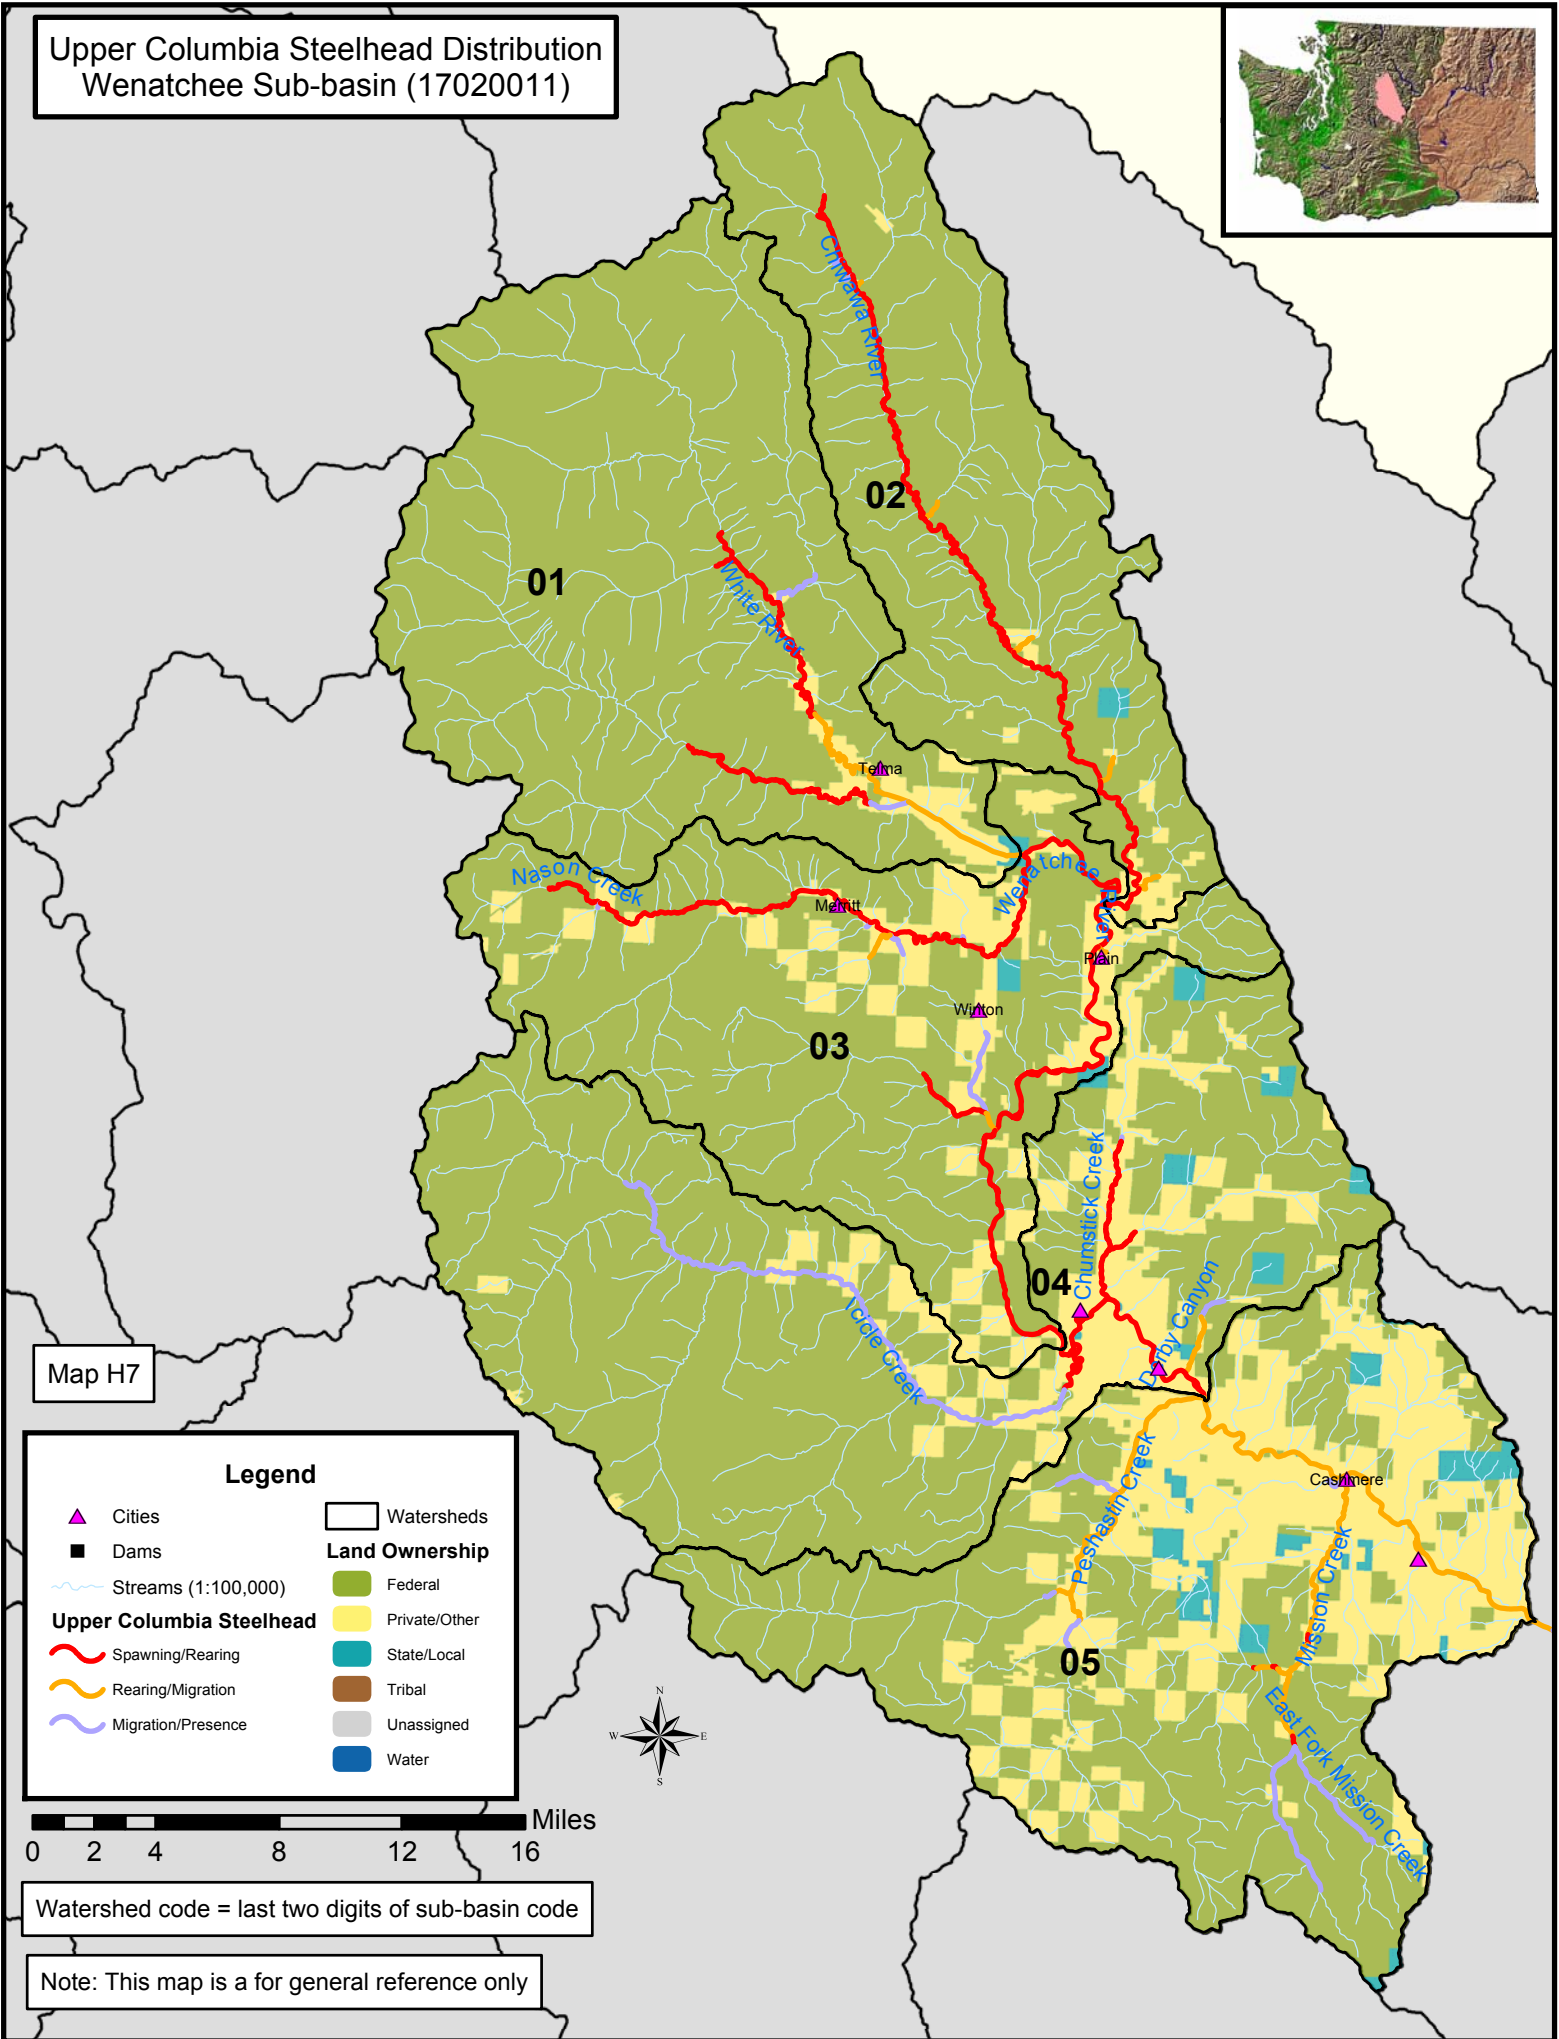 Upper Columbia Steelhead Distribution
Wenatchee Sub-basin (17020011)
Chiwawa River
02
01
White River
Telma
Wenatchee River
Nason Creek
Merritt
Plain
Winton
03
Chumstick Creek
04
Derby Canyon
Icicle Creek
Map H7
Cashmere
Peshastin Creek
Mission Creek
05
East Fork Mission Creek
Legend
Cities
Dams
Streams (1:100,000)
Upper Columbia Steelhead
Spawning/Rearing
Rearing/Migration
Migration/Presence
Watersheds
Land Ownership
Federal
Private/Other
State/Local
Tribal
Unassigned
Water
N
W E
S
Miles
0 2 4 8 12 16
Watershed code = last two digits of sub-basin code
Note: This map is a for general reference only